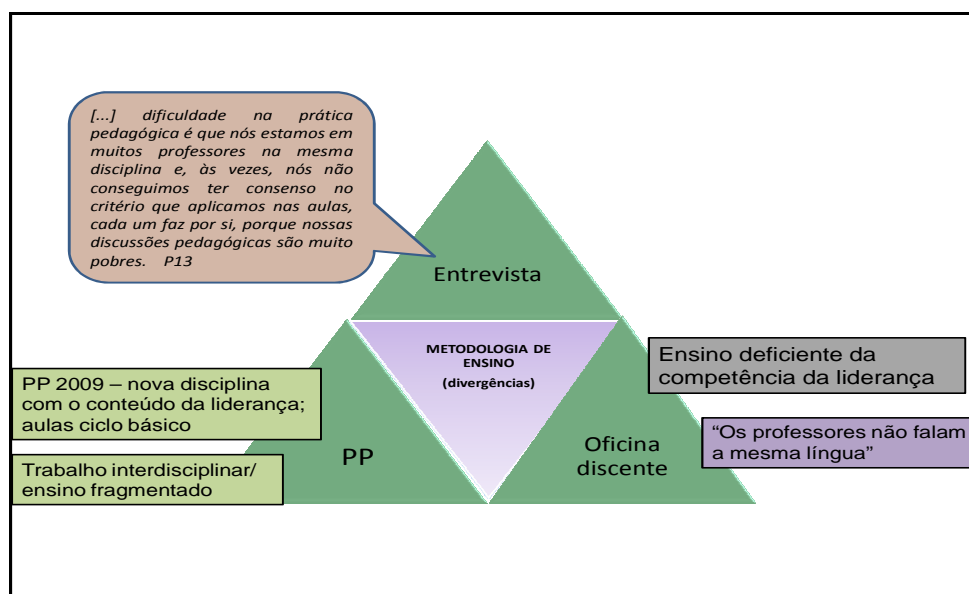 [...] dificuldade na prática
pedagógica é que nós estamos em
muitos professores na mesma
disciplina e, às vezes, nós não
conseguimos ter consenso no
critério que aplicamos nas aulas,
cada um faz por si, porque nossas
discussões pedagógicas são muito
pobres. P13
Entrevista
METODOLOGIA DE
ENSINO
(divergências)
PP 2009 – nova disciplina
com o conteúdo da liderança;
aulas ciclo básico
Trabalho interdisciplinar/
ensino fragmentado
PP
Oficina
discente
Ensino deficiente da
competência da liderança
“Os professores não falam
a mesma língua”